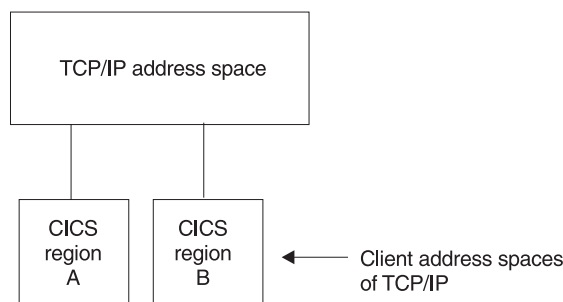 TCP/IP address space
CICS
region
A
CICS
region
B
Client address spaces
of TCP/IP